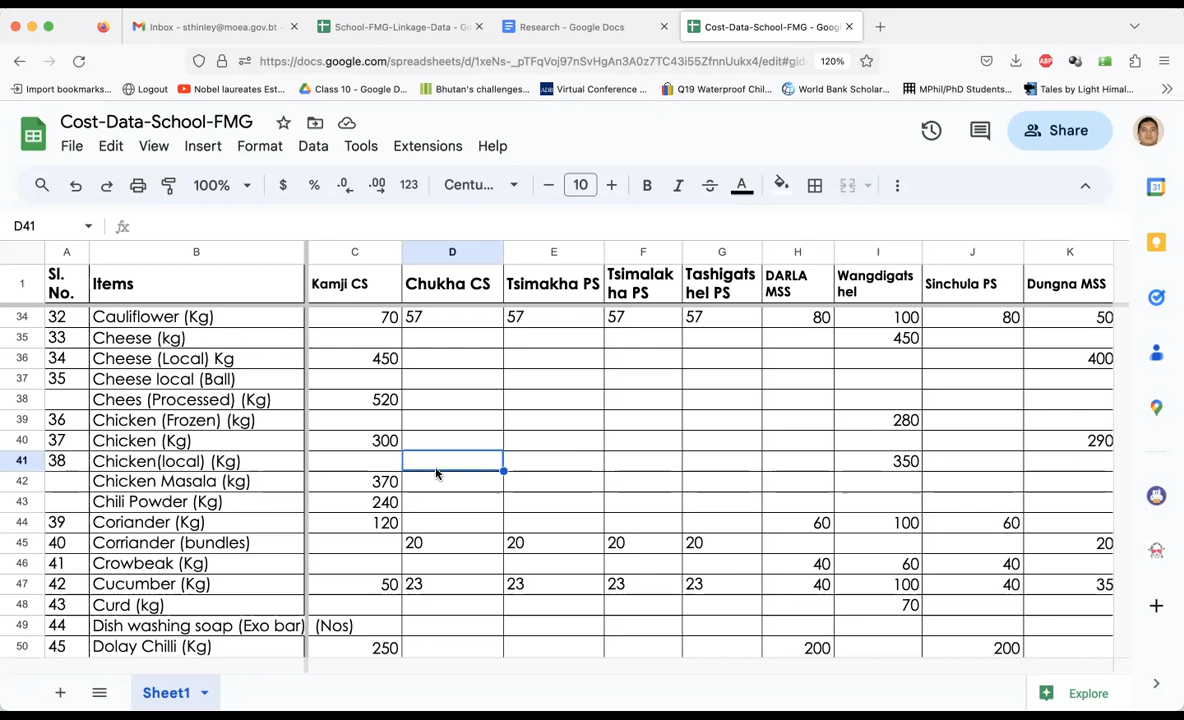 Inbox - sthinley@moea.gov.bt - School-FMG-Linkage-Data - Go Research - Google Docs Cost-Data-School-FMG - Goog
https://docs.google.com/spreadsheets/d/1xeNs-_pTFqVoj97nSvHgAn3A0z7TC43i55ZfnnUukx4/edit#gid 120%
Import bookmarks... Logout Nobel laureates Est... Class 10 - Google D... Bhutan's challenges... ADB Virtual Conference ... Q19 Waterproof Chil... World Bank Scholar... MPhil/PhD Students... Tales by Light Himal...
Cost-Data-School-FMG
File Edit View Insert Format Data Tools Extensions Help
Share
100% $ % .0 .00 123 Centu... 10 B I A
D41 fx
A B C D E F G H I J K
1 Sl. No. Items Kamji CS Chukha CS Tsimakha PS Tsimalak ha PS Tashigats hel PS DARLA MSS Wangdigats hel Sinchula PS Dungna MSS
34 32 Cauliflower (Kg) 70 57 57 57 57 80 100 80 50
35 33 Cheese (kg) 450
36 34 Cheese (Local) Kg 450 400
37 35 Cheese local (Ball)
38 Chees (Processed) (Kg) 520
39 36 Chicken (Frozen) (kg) 280
40 37 Chicken (Kg) 300 290
41 38 Chicken(local) (Kg) 350
42 Chicken Masala (kg) 370
43 Chili Powder (Kg) 240
44 39 Coriander (Kg) 120 60 100 60
45 40 Corriander (bundles) 20 20 20 20 20
46 41 Crowbeak (Kg) 40 60 40
47 42 Cucumber (Kg) 50 23 23 23 23 40 100 40 35
48 43 Curd (kg) 70
49 44 Dish washing soap (Exo bar) (Nos)
50 45 Dolay Chilli (Kg) 250 200 200
Sheet1
Explore
31